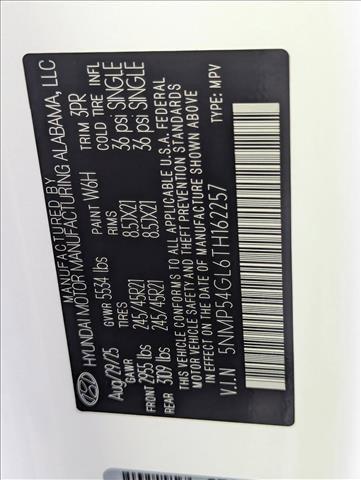 MANUFACTURED BY
HYUNDAI MOTOR MANUFACTURING ALABAMA, LLC
Aug/29/25 GVWR 5534 lbs PAINT VW6H TRIM 3PR
GAWR TIRES RIMS COLD TIRE INFL
FRONT 2955 lbs 245/45R21 8.5JX21 36 psi SINGLE
REAR 3109 lbs 245/45R21 8.5JX21 36 psi SINGLE
THIS VEHICLE CONFORMS TO ALL APPLICABLE U.S.A. FEDERAL
MOTOR VEHICLE SAFETY AND THEFT PREVENTION STANDARDS IN
EFFECT ON THE DATE OF MANUFACTURE SHOWN ABOVE.
V.I.N 5NMP54GL6TH162257 TYPE: MPV